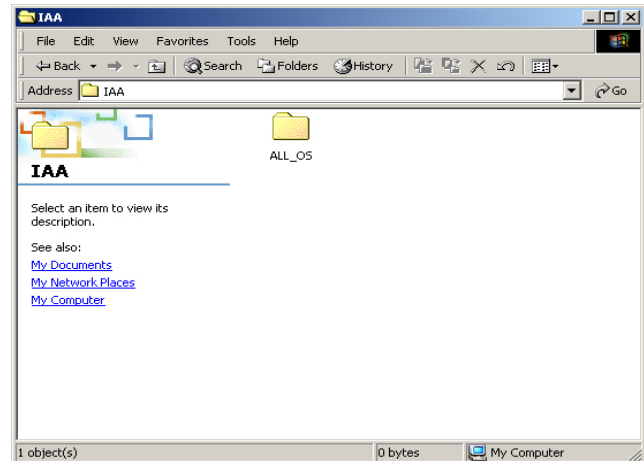 IAA
File Edit View Favorites Tools Help
Back Search Folders History
Address IAA Go
ALL_OS
IAA
Select an item to view its
description.
See also:
My Documents
My Network Places
My Computer
1 object(s) 0 bytes My Computer